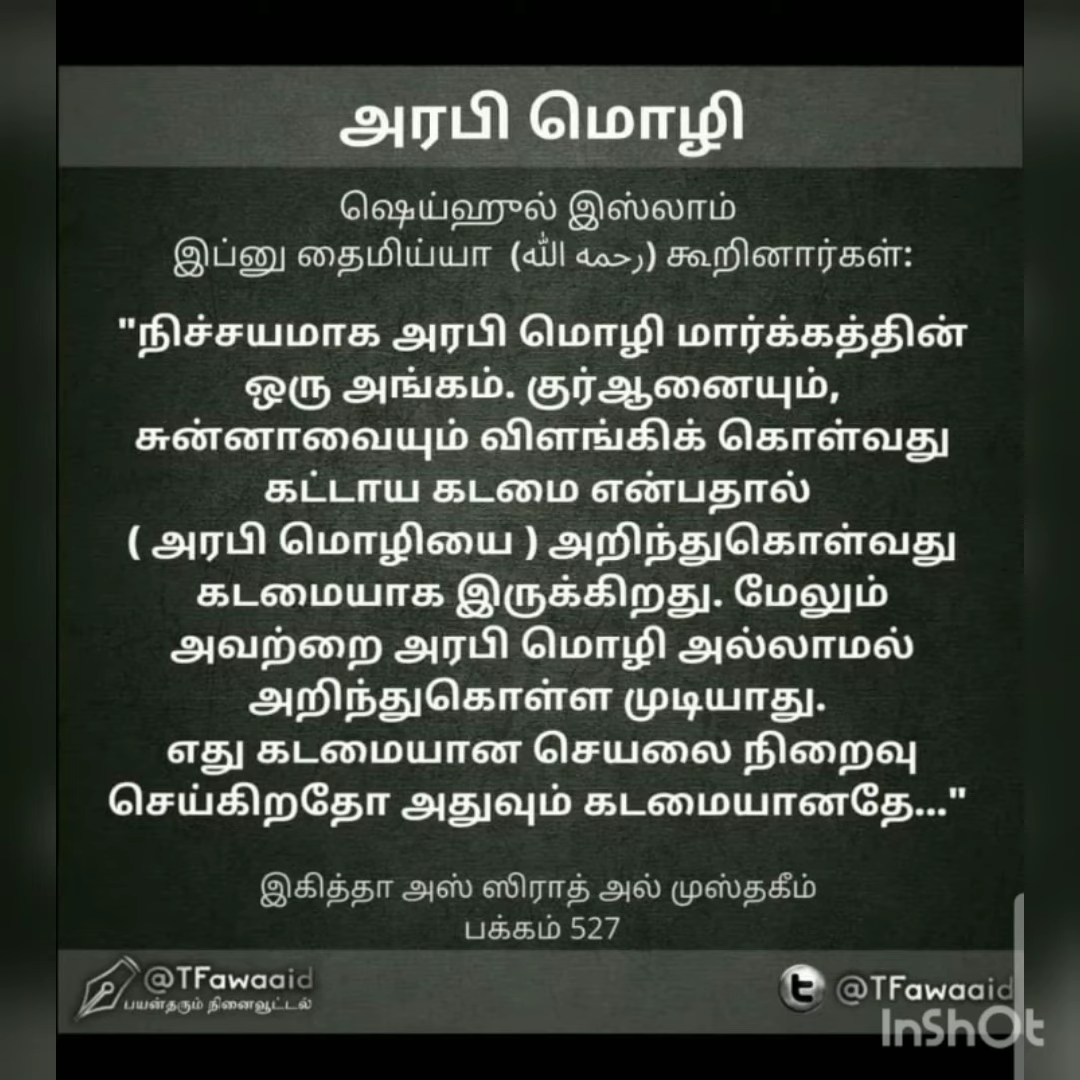 அரபி மொழி
ஷெய்ஹுல் இஸ்லாம்
இப்னு தைமிய்யா (رحمه الله) கூறினார்கள்:
"நிச்சயமாக அரபி மொழி மார்க்கத்தின்
ஒரு அங்கம். குர்ஆனையும்,
சுன்னாவையும் விளங்கிக் கொள்வது
கட்டாய கடமை என்பதால்
( அரபி மொழியை ) அறிந்துகொள்வது
கடமையாக இருக்கிறது. மேலும்
அவற்றை அரபி மொழி அல்லாமல்
அறிந்துகொள்ள முடியாது.
எது கடமையான செயலை நிறைவு
செய்கிறதோ அதுவும் கடமையானதே..."
இகித்தா அஸ் ஸிராத் அல் முஸ்தகீம்
பக்கம் 527
@TFawaaid
பயன்தரும் நினைவூட்டல்
@TFawaaid
InShOt